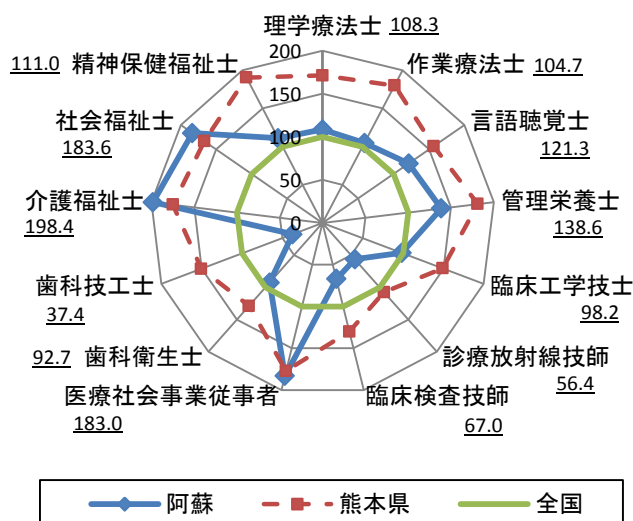 理学療法士 108.3
作業療法士 104.7
言語聴覚士
121.3
管理栄養士
138.6
臨床工学技士
98.2
診療放射線技師
56.4
臨床検査技師
67.0
医療社会事業従事者
183.0
92.7 歯科衛生士
歯科技工士
37.4
介護福祉士
198.4
社会福祉士
183.6
111.0 精神保健福祉士
200
150
100
50
0
阿蘇 熊本県 全国